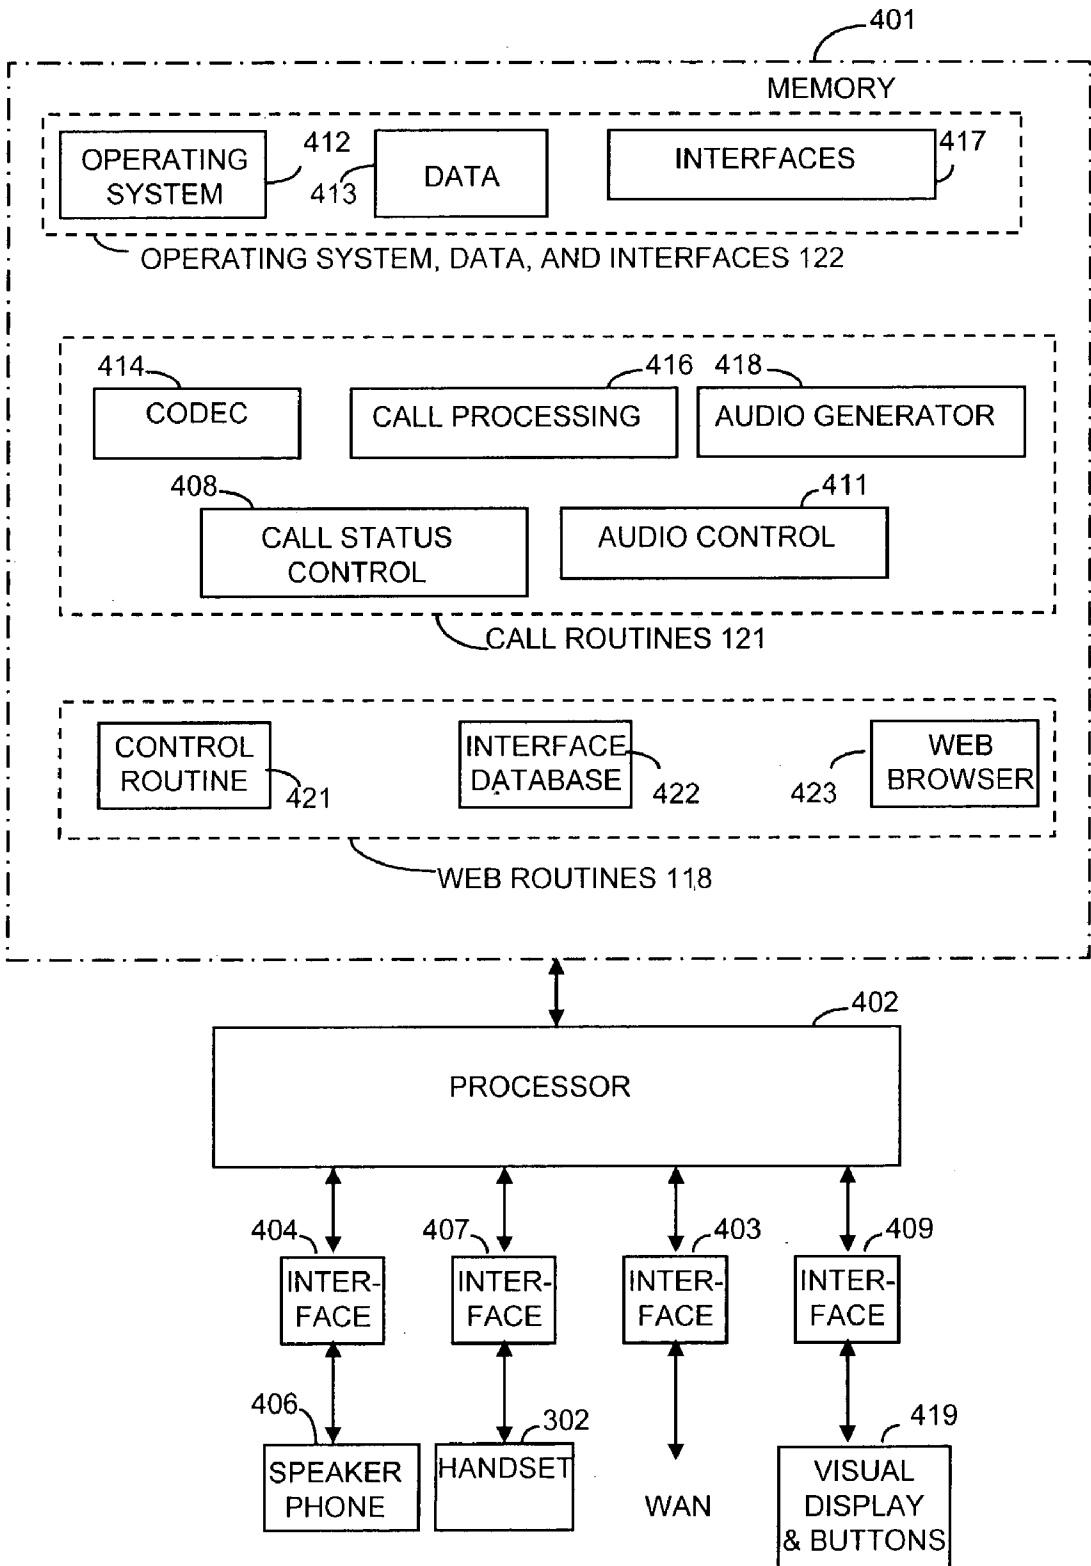 401
MEMORY
OPERATING
SYSTEM
412
413
DATA
INTERFACES
417
OPERATING SYSTEM, DATA, AND INTERFACES 122
414
CODEC
416
CALL PROCESSING
418
AUDIO GENERATOR
408
CALL STATUS
CONTROL
411
AUDIO CONTROL
CALL ROUTINES 121
CONTROL
ROUTINE
421
INTERFACE
DATABASE
422
423
WEB
BROWSER
WEB ROUTINES 118
402
PROCESSOR
404
INTER-
FACE
407
INTER-
FACE
403
INTER-
FACE
409
INTER-
FACE
406
SPEAKER
PHONE
302
HANDSET
WAN
419
VISUAL
DISPLAY
& BUTTONS